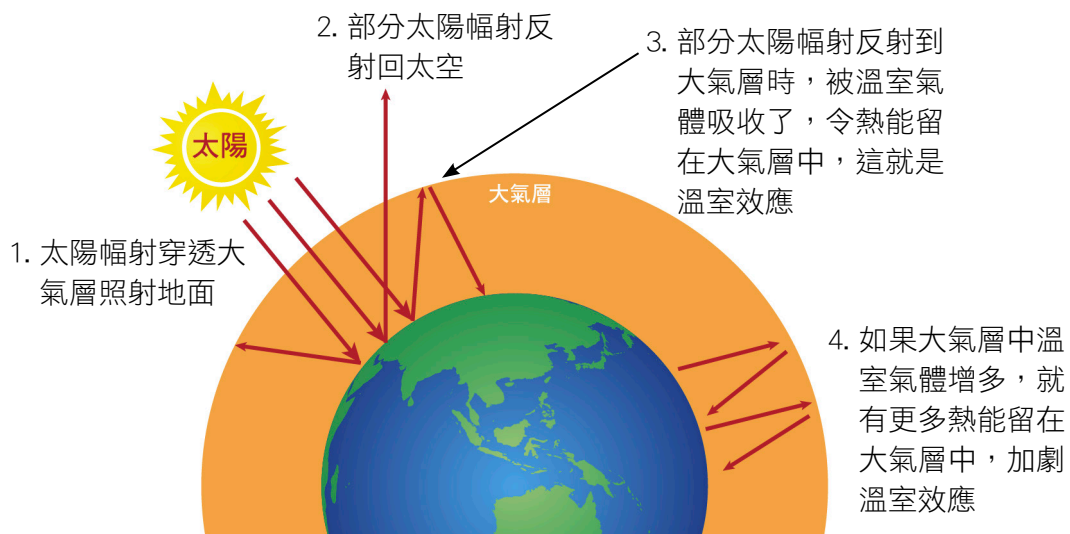 2. 部分太陽幅射反
射回太空
3. 部分太陽幅射反射到
大氣層時，被溫室氣
體吸收了，令熱能留
在大氣層中，這就是
溫室效應
太陽
大氣層
1. 太陽幅射穿透大
氣層照射地面
4. 如果大氣層中溫
室氣體增多，就
有更多熱能留在
大氣層中，加劇
溫室效應